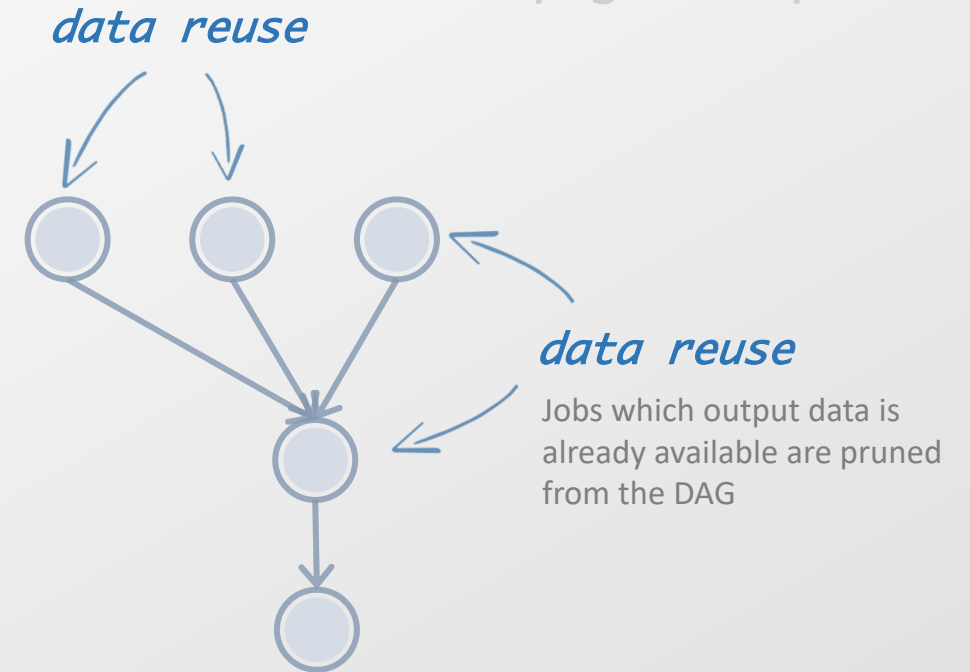 data reuse
data reuse
Jobs which output data is
already available are pruned
from the DAG